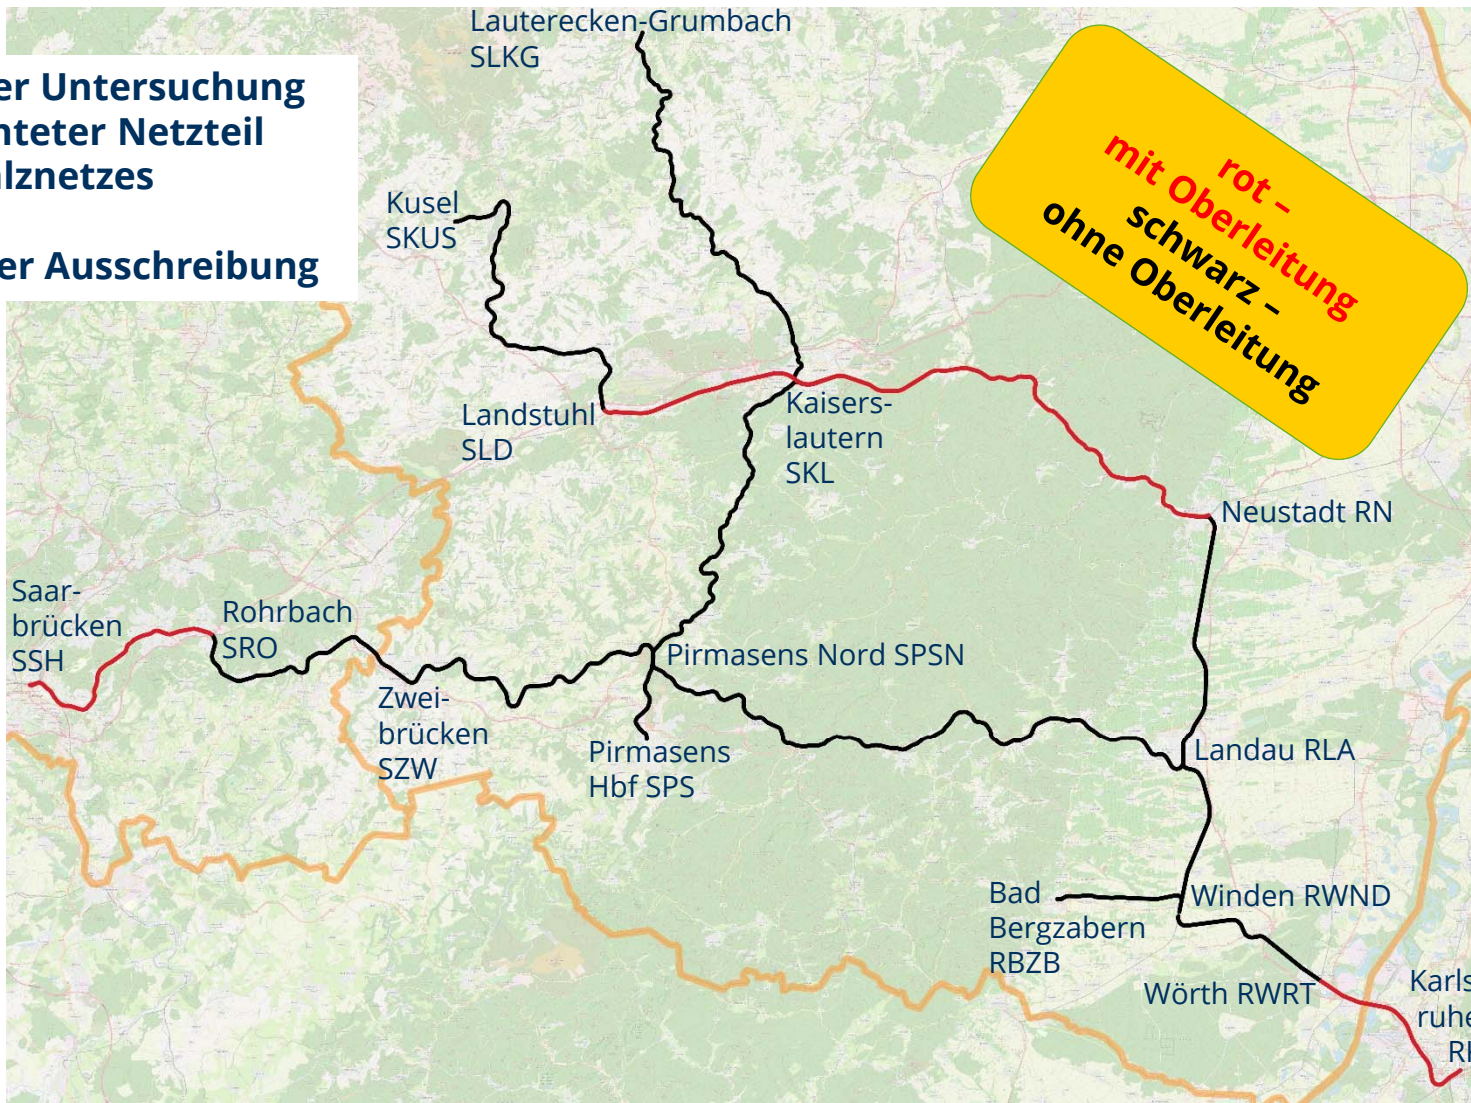 Lauterecken-Grumbach
SLKG
er Untersuchung
nteter Netzteil
alznetzes
er Ausschreibung
rot –
mit Oberleitung
schwarz –
ohne Oberleitung
Kusel
SKUS
Landstuhl
SLD
Kaisers-
lautern
SKL
Neustadt RN
Saar-
brücken
SSH
Rohrbach
SRO
Zwei-
brücken
SZW
Pirmasens Nord SPSN
Pirmasens
Hbf SPS
Landau RLA
Bad
Bergzabern
RBZB
Winden RWND
Wörth RWRT
Karls
ruhe